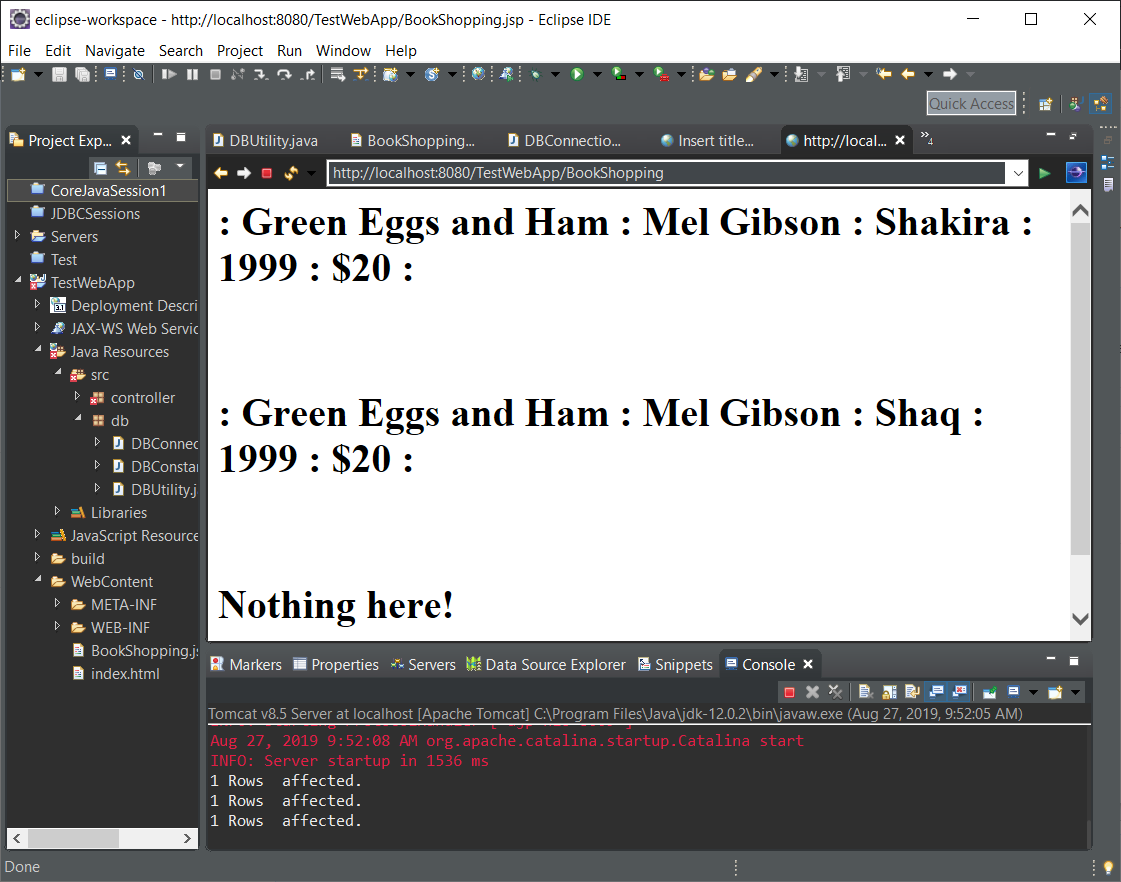 eclipse-workspace - http://localhost:8080/TestWebApp/BookShopping.jsp - Eclipse IDE
File Edit Navigate Search Project Run Window Help
Quick Access
Project Exp...
DBUtility.java BookShopping... DBConnectio... Insert title... http://local... »4
http://localhost:8080/TestWebApp/BookShopping
CoreJavaSession1
JDBCSessions
Servers
Test
TestWebApp
Deployment Descri
JAX-WS Web Servic
Java Resources
src
controller
db
DBConnec
DBConsta
DBUtility.j
Libraries
JavaScript Resource
build
WebContent
META-INF
WEB-INF
BookShopping.js
index.html
: Green Eggs and Ham : Mel Gibson : Shakira :
1999 : $20 :
: Green Eggs and Ham : Mel Gibson : Shaq :
1999 : $20 :
Nothing here!
Markers Properties Servers Data Source Explorer Snippets Console
Tomcat v8.5 Server at localhost [Apache Tomcat] C:\Program Files\Java\jdk-12.0.2\bin\javaw.exe (Aug 27, 2019, 9:52:05 AM)
Aug 27, 2019 9:52:08 AM org.apache.catalina.startup.Catalina start
INFO: Server startup in 1536 ms
1 Rows  affected.
1 Rows  affected.
1 Rows  affected.
Done